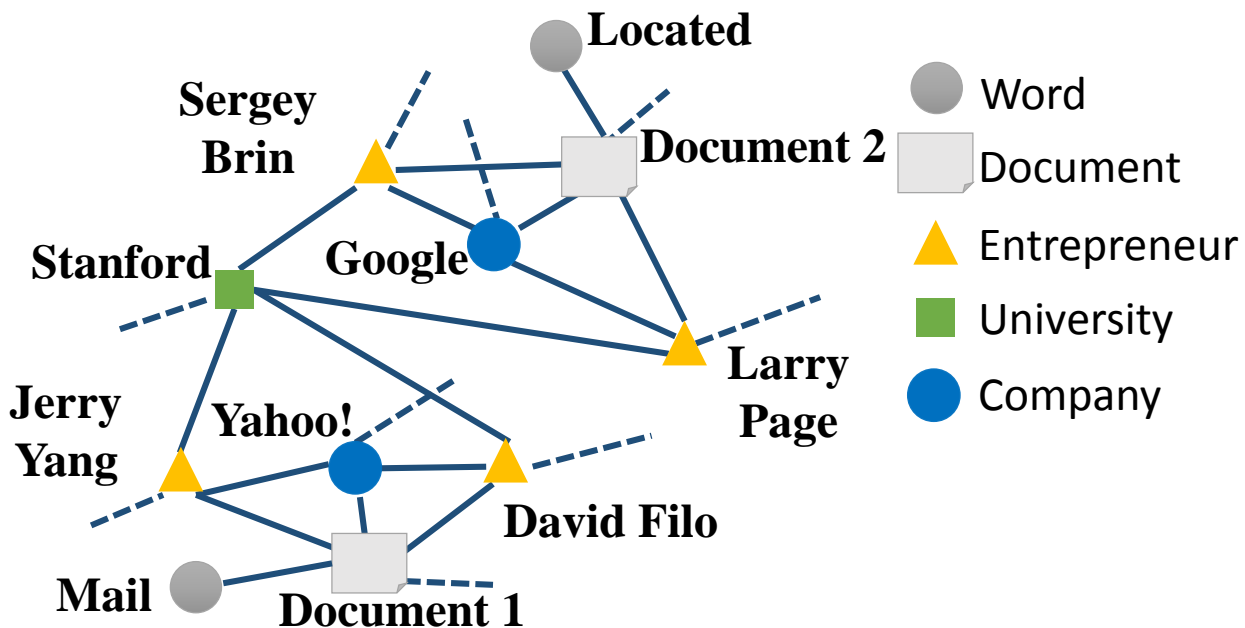 Located
Sergey
Brin
Document 2
Stanford
Google
Larry
Page
Jerry
Yang
Yahoo!
David Filo
Mail
Document 1
Word
Document
Entrepreneur
University
Company